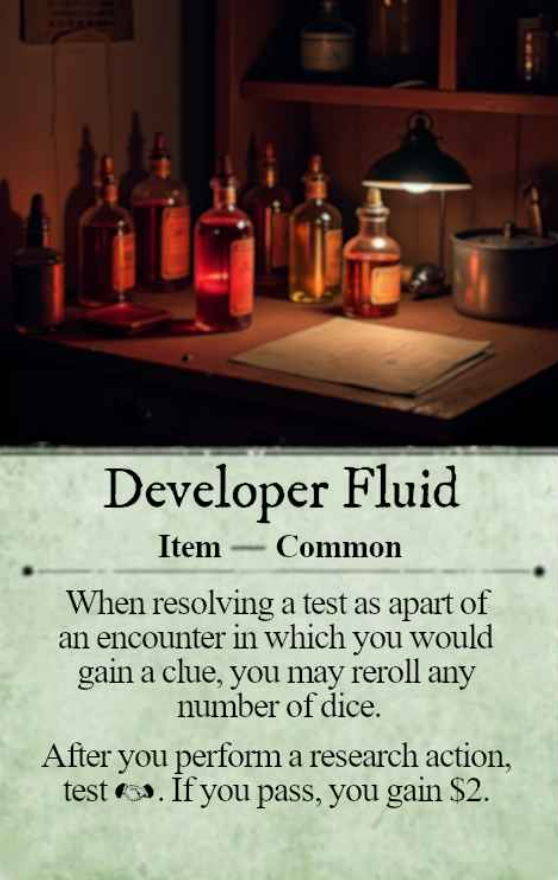 Developer Fluid
Item — Common
When resolving a test as apart of
an encounter in which you would
gain a clue, you may reroll any
number of dice.
After you perform a research action,
test . If you pass, you gain $2.